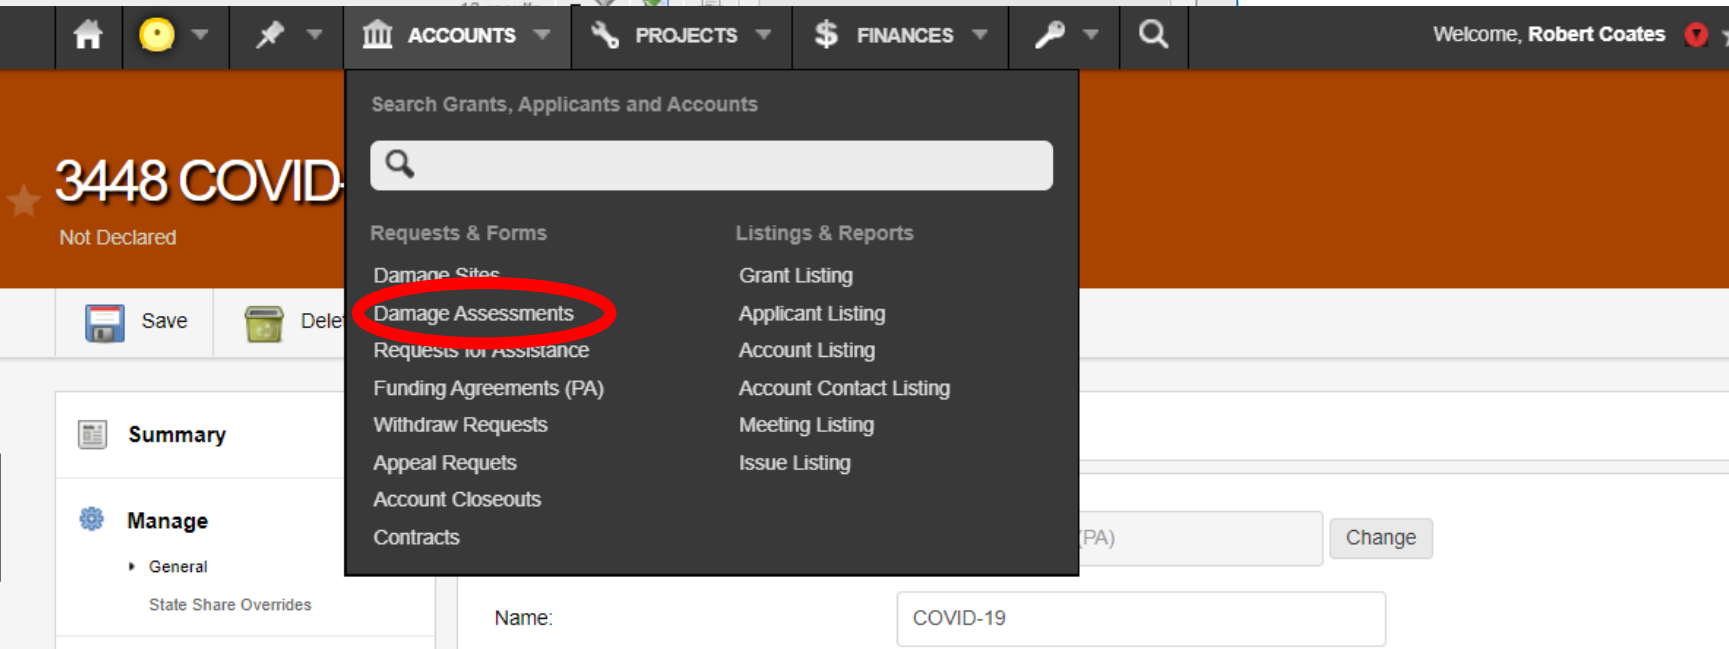 ACCOUNTS
PROJECTS
$ FINANCES
Welcome, Robert Coates
Search Grants, Applicants and Accounts
3448 COVID-
Not Declared
Requests & Forms
Listings & Reports
Damage Sites
Grant Listing
Damage Assessments
Applicant Listing
Requests for Assistance
Account Listing
Funding Agreements (PA)
Account Contact Listing
Withdraw Requests
Meeting Listing
Appeal Requets
Issue Listing
Account Closeouts
Contracts
Save
Summary
Manage
General
State Share Overrides
(PA)
Change
Name:
COVID-19